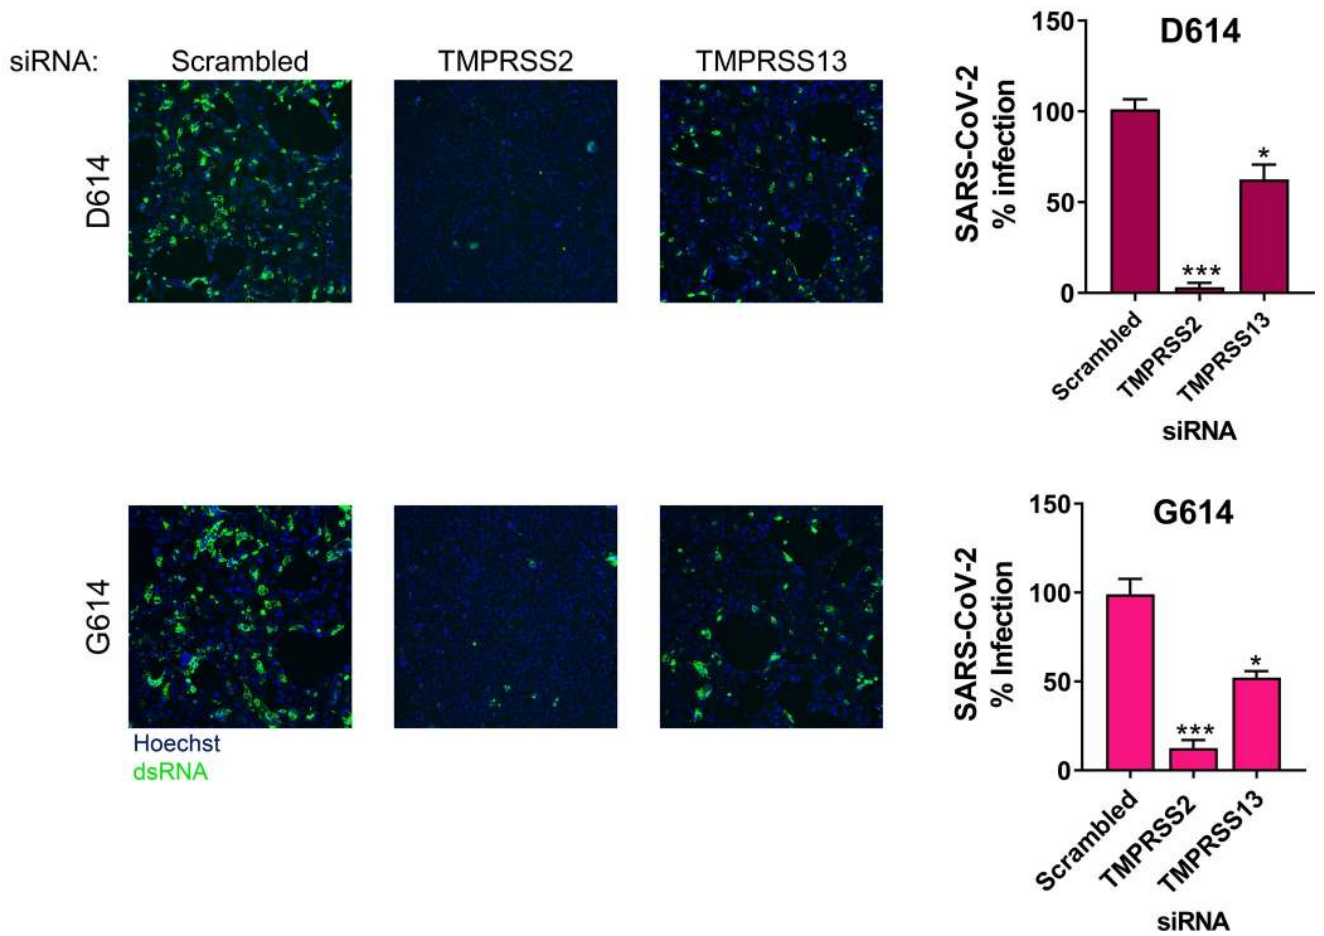 siRNA: Scrambled TMPRSS2 TMPRSS13
D614
150
100
50
0
SARS-CoV-2
% infection
D614
***
*
Scrambled
TMPRSS2
TMPRSS13
siRNA
G614
Hoechst
dsRNA
150
100
50
0
SARS-CoV-2
% Infection
G614
***
*
Scrambled
TMPRSS2
TMPRSS13
siRNA